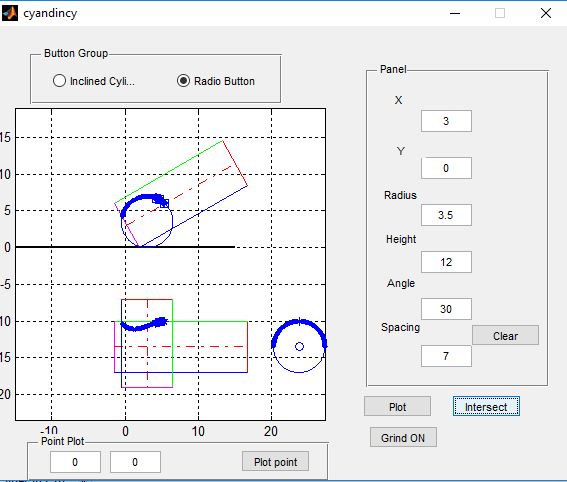 cyandincy
Button Group
Inclined Cyli...
Radio Button
Panel
X
3
Y
0
Radius
3.5
Height
12
Angle
30
Spacing
7
Clear
Plot
Intersect
Grind ON
15
10
5
0
-5
10
15
20
-10
0
10
20
Point Plot
0
0
Plot point